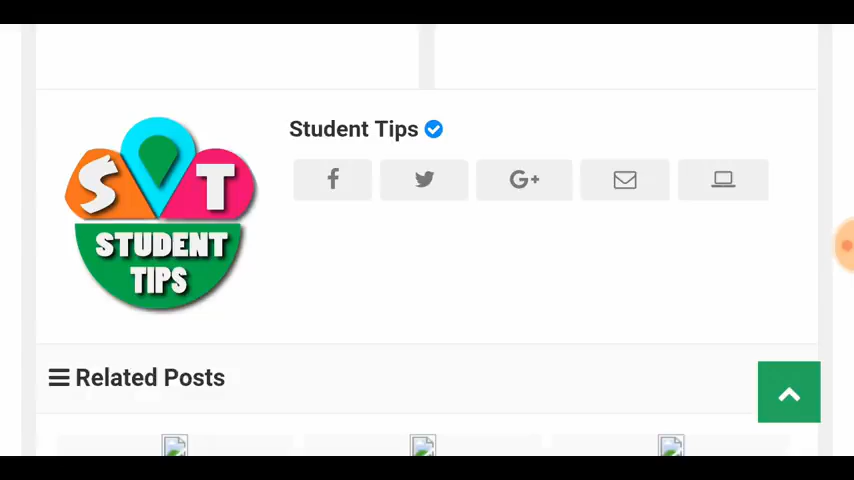 Student Tips
S T
STUDENT
TIPS
G+
Related Posts